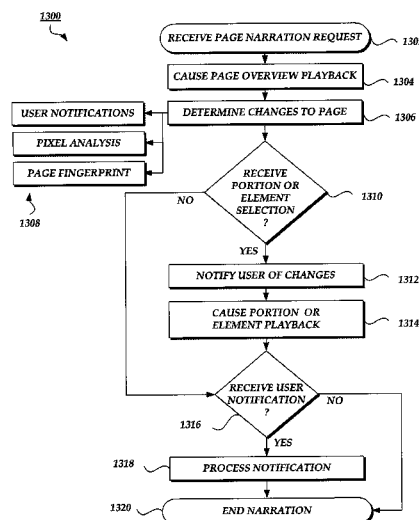 1300
RECEIVE PAGE NARRATION REQUEST
CAUSE PAGE OVERVIEW PLAYBACK
1304
USER NOTIFICATIONS
DETERMINE CHANGES TO PAGE
1306
PIXEL ANALYSIS
PAGE FINGERPRINT
1308
RECEIVE
PORTION OR
ELEMENT
SELECTION
?
1310
NO
YES
NOTIFY USER OF CHANGES
1312
CAUSE PORTION OR
ELEMENT PLAYBACK
1314
RECEIVE USER
NOTIFICATION
?
NO
1316
YES
1318
PROCESS NOTIFICATION
1320
END NARRATION